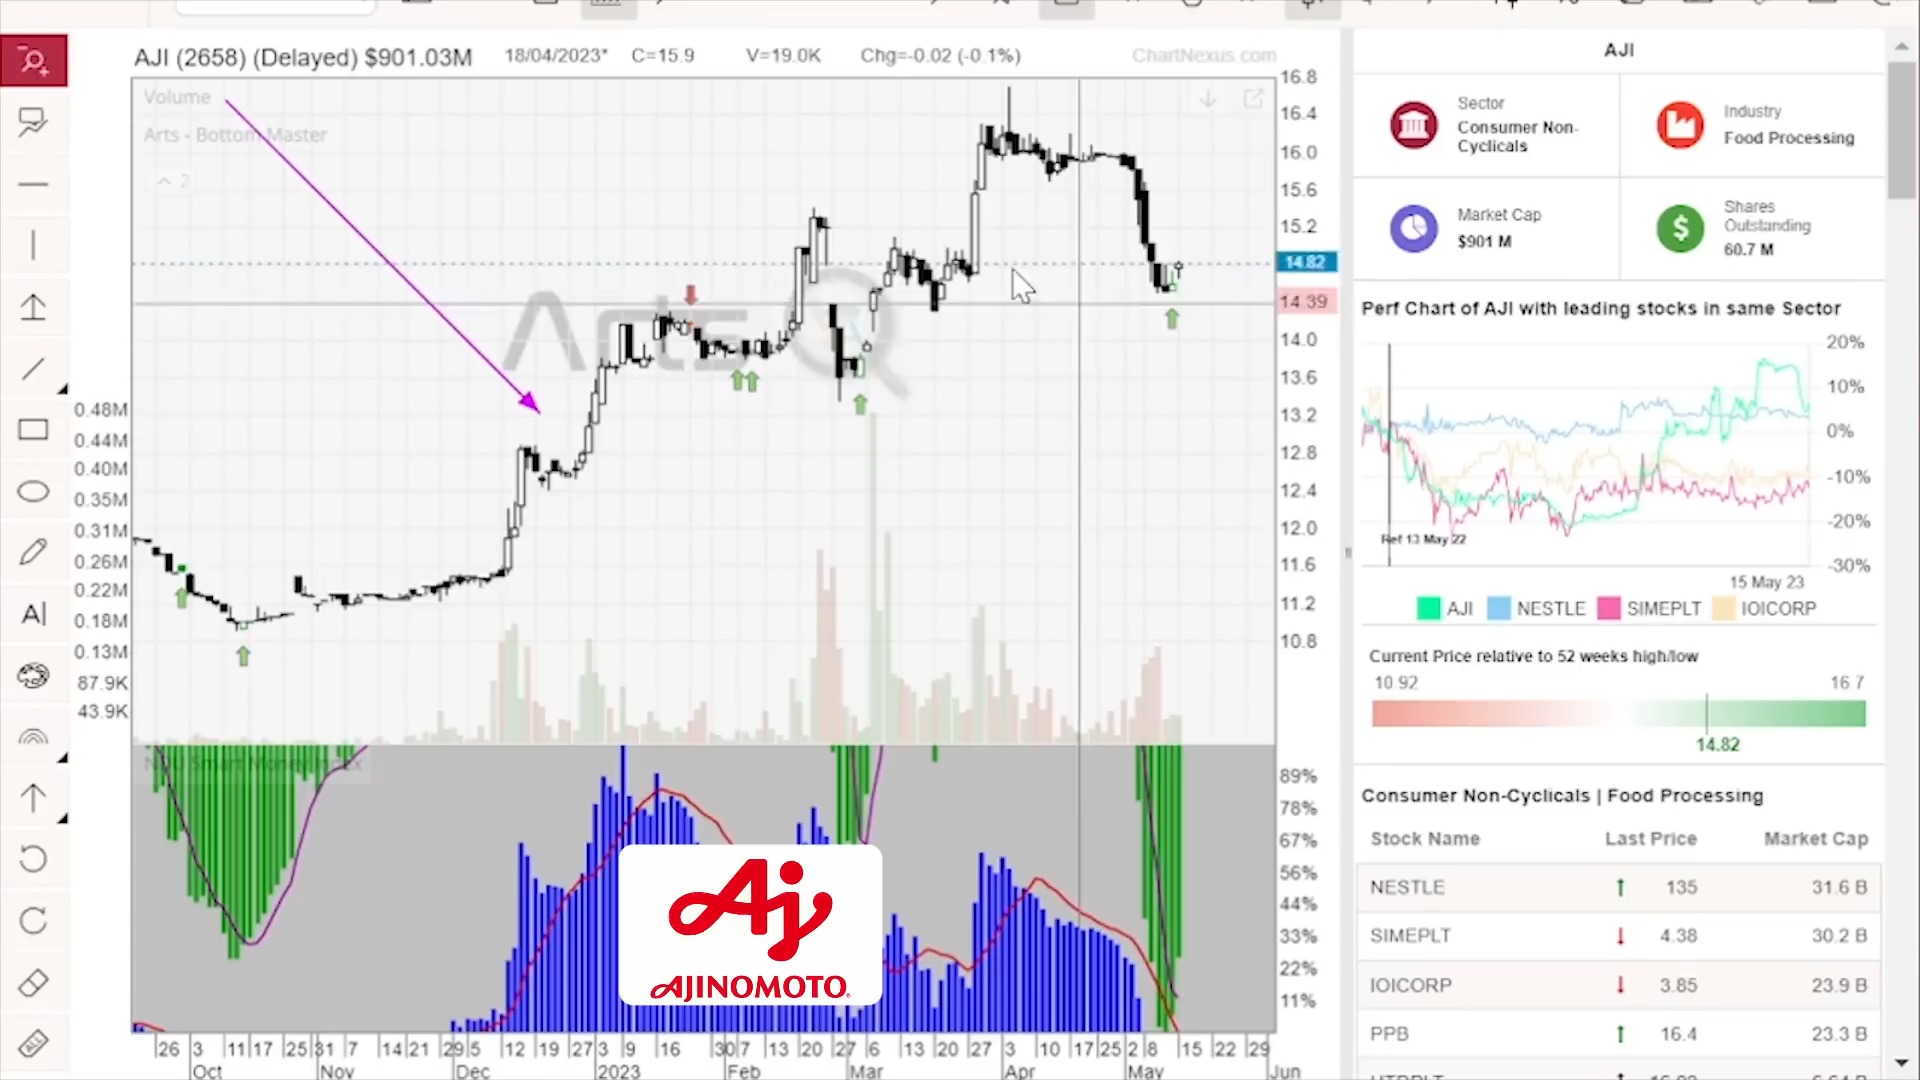 AJI (2658) (Delayed) $901.03M
18/04/2023* C=15.9 V=19.0K Chg=-0.02 (-0.1%)
ChartNexus.com
Volume
Arts - Bottom Master
2
Arts
16.8
16.4
16.0
15.6
15.2
14.82
14.39
14.0
13.6
13.2
12.8
12.4
12.0
11.6
11.2
10.8
0.48M
0.44M
0.40M
0.35M
0.31M
0.26M
0.22M
0.18M
0.13M
87.9K
43.9K
NDU Smart Money Index
89%
78%
67%
56%
44%
33%
22%
11%
Aj
AJINOMOTO
26 3 11 17 25 31 7 14 21 29 5 12 19 27 3 9 16 30 7 13 20 27 6 13 20 27 3 10 17 25 2 8 15 22 29
Oct Nov Dec 2023 Feb Mar Apr May Jun
A
ALL
AJI
Sector
Consumer Non-
Cyclicals
Industry
Food Processing
Market Cap
$901 M
Shares
Outstanding
60.7 M
Perf Chart of AJI with leading stocks in same Sector
20%
10%
0%
-10%
-20%
-30%
Ref 13 May 22
15 May 23
AJI NESTLE SIMEPLT IOICORP
Current Price relative to 52 weeks high/low
10.92 16.7
14.82
Consumer Non-Cyclicals | Food Processing
Stock Name Last Price Market Cap
NESTLE 135 31.6 B
SIMEPLT 4.38 30.2 B
IOICORP 3.85 23.9 B
PPB 16.4 23.3 B